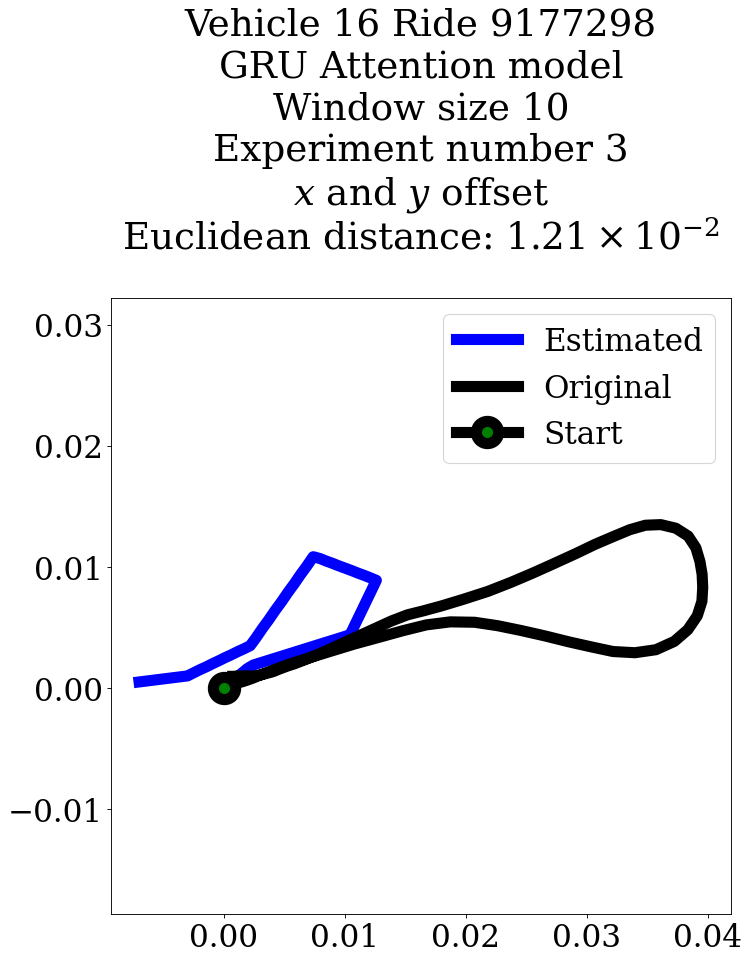 Vehicle 16 Ride 9177298
GRU Attention model
Window size 10
Experiment number 3
x and y offset
Euclidean distance: 1.21 × 10⁻²
Estimated
Original
Start
0.03
0.02
0.01
0.00
−0.01
0.00 0.01 0.02 0.03 0.04